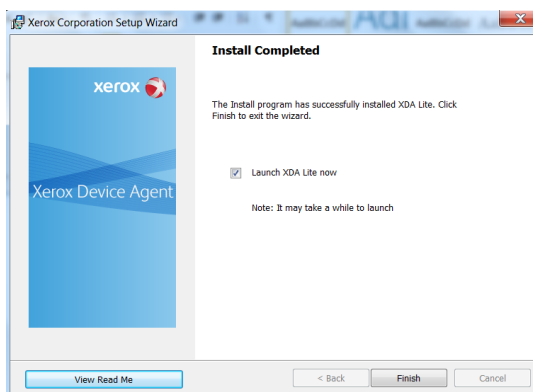 Xerox Corporation Setup Wizard
Install Completed
xerox
The Install program has successfully installed XDA Lite. Click
Finish to exit the wizard.
Launch XDA Lite now
Xerox Device Agent
Note: It may take a while to launch
View Read Me
< Back
Finish
Cancel